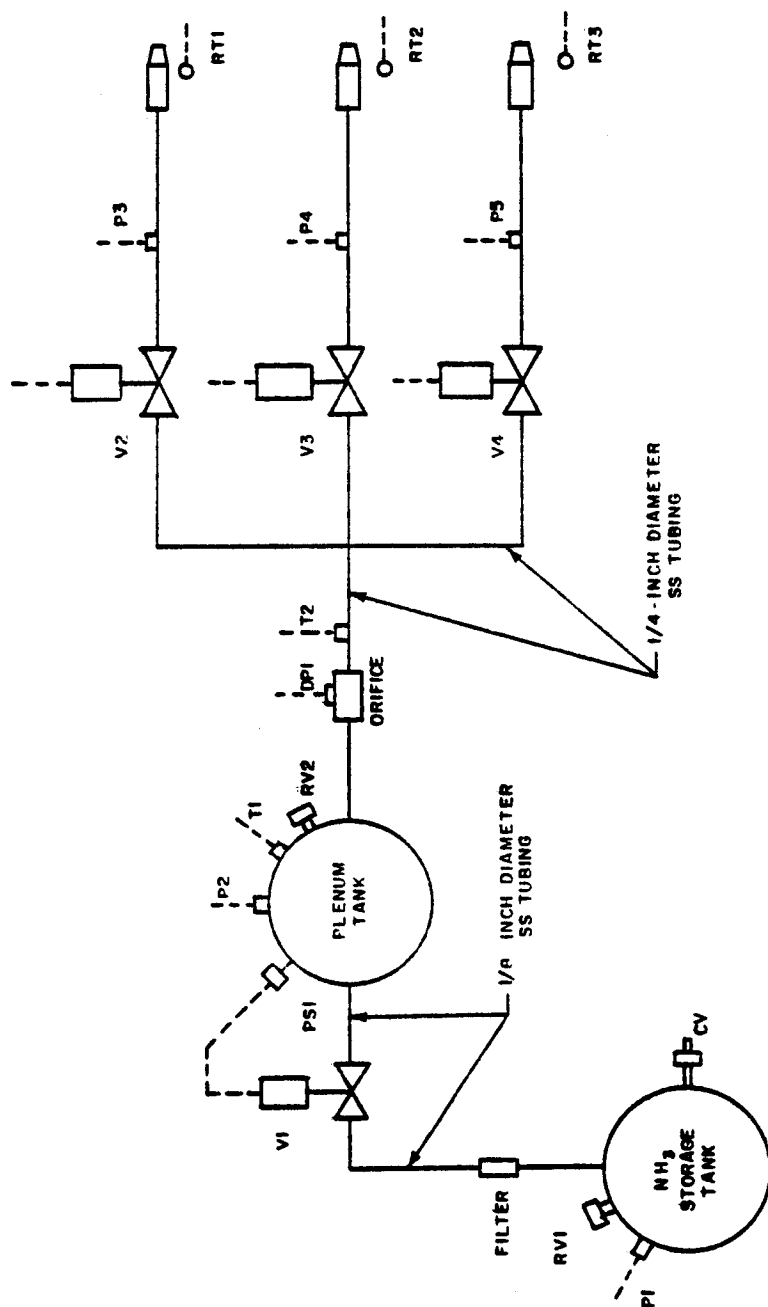 RT1
RT2
RT3
P3
P4
P5
V2
V3
V4
1/4-INCH DIAMETER
SS TUBING
T2
DP1
ORIFICE
RV2
T1
P2
PLENUM
TANK
1/8 INCH DIAMETER
SS TUBING
PS1
V1
FILTER
CV
NH3
STORAGE
TANK
RV1
P1